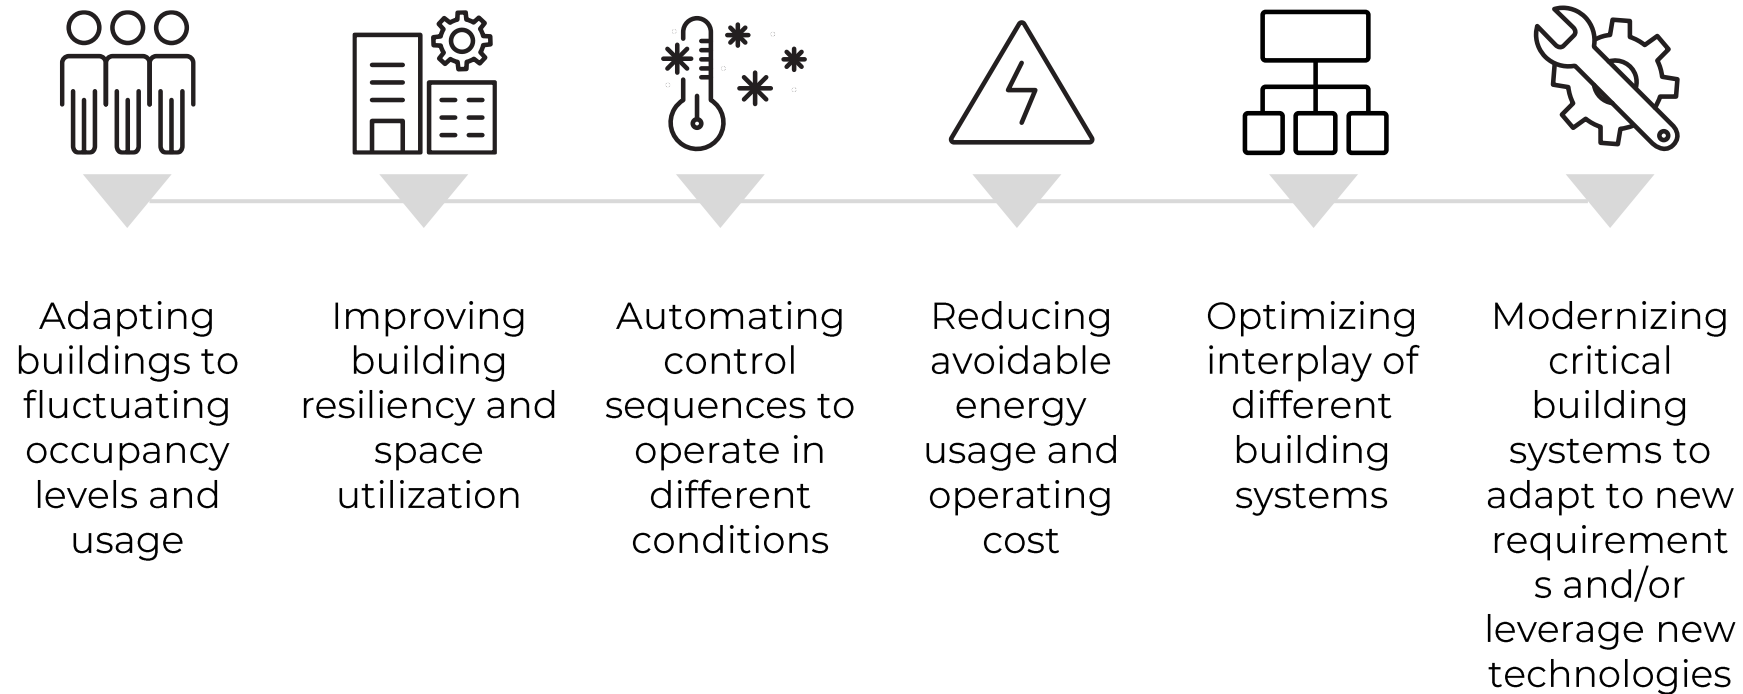 Adapting
buildings to
fluctuating
occupancy
levels and
usage
Improving
building
resiliency and
space
utilization
Automating
control
sequences to
operate in
different
conditions
Reducing
avoidable
energy
usage and
operating
cost
Optimizing
interplay of
different
building
systems
Modernizing
critical
building
systems to
adapt to new
requirement
s and/or
leverage new
technologies